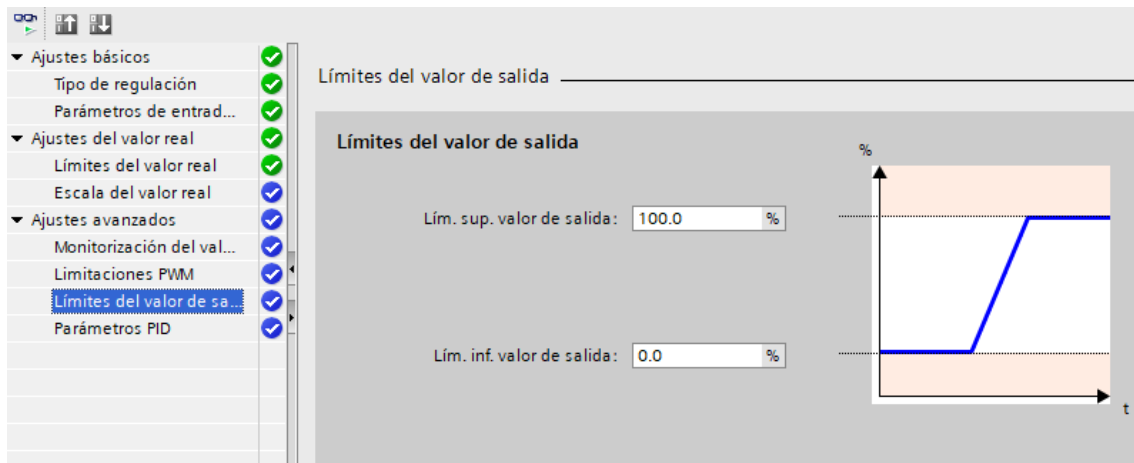 Ajustes básicos
Tipo de regulación
Parámetros de entrad...
Ajustes del valor real
Límites del valor real
Escala del valor real
Ajustes avanzados
Monitorización del val...
Limitaciones PWM
Límites del valor de sa...
Parámetros PID
Límites del valor de salida
Límites del valor de salida
%
Lím. sup. valor de salida: 100.0 %
Lím. inf. valor de salida: 0.0 %
t